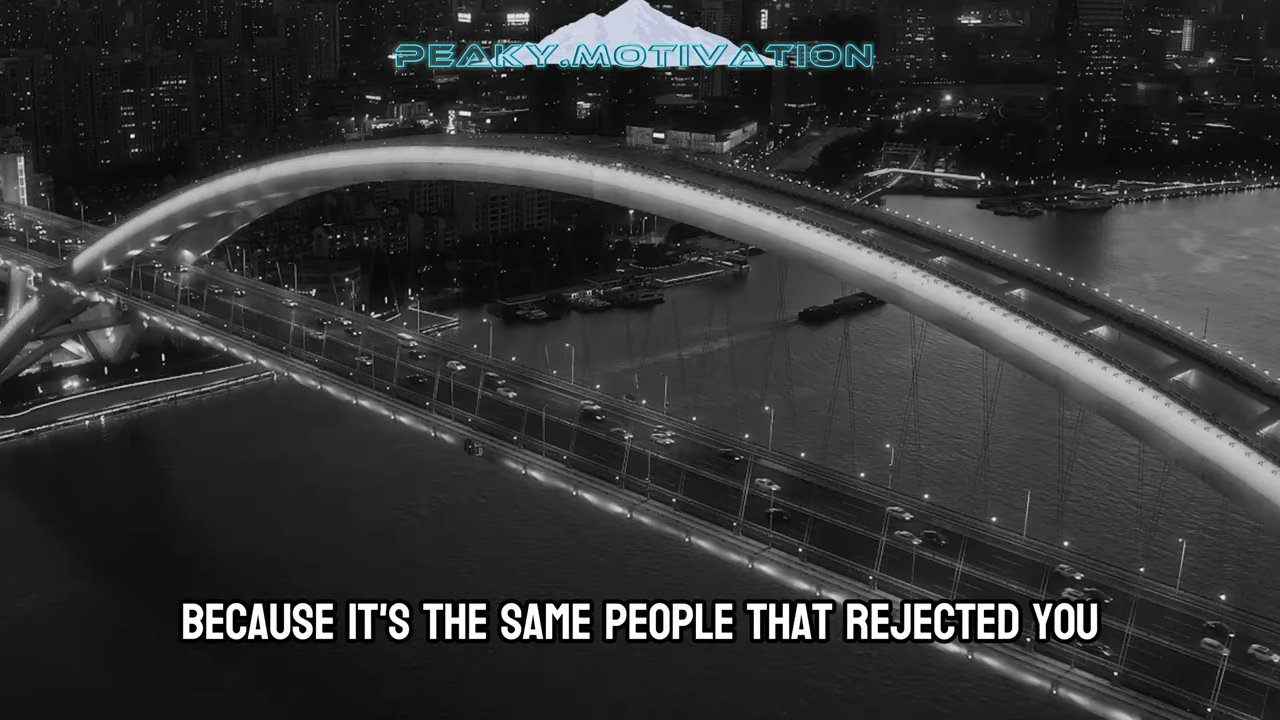 PEAKY.MOTIVATION
BECAUSE IT'S THE SAME PEOPLE THAT REJECTED YOU